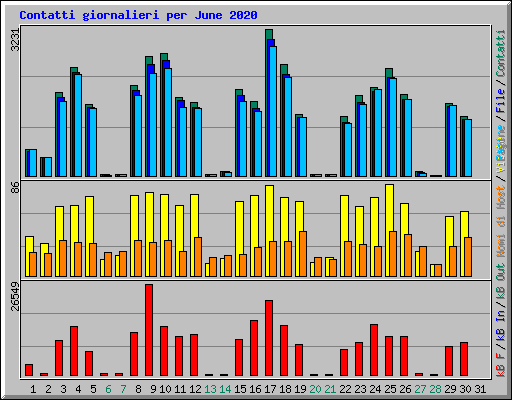 Contatti giornalieri per June 2020
3231
86
26549
kB F/kB In/kB Out Nomi di Host/Visite/Pagine/File/Contatti
1 2 3 4 5 6 7 8 9 10 11 12 13 14 15 16 17 18 19 20 21 22 23 24 25 26 27 28 29 30 31